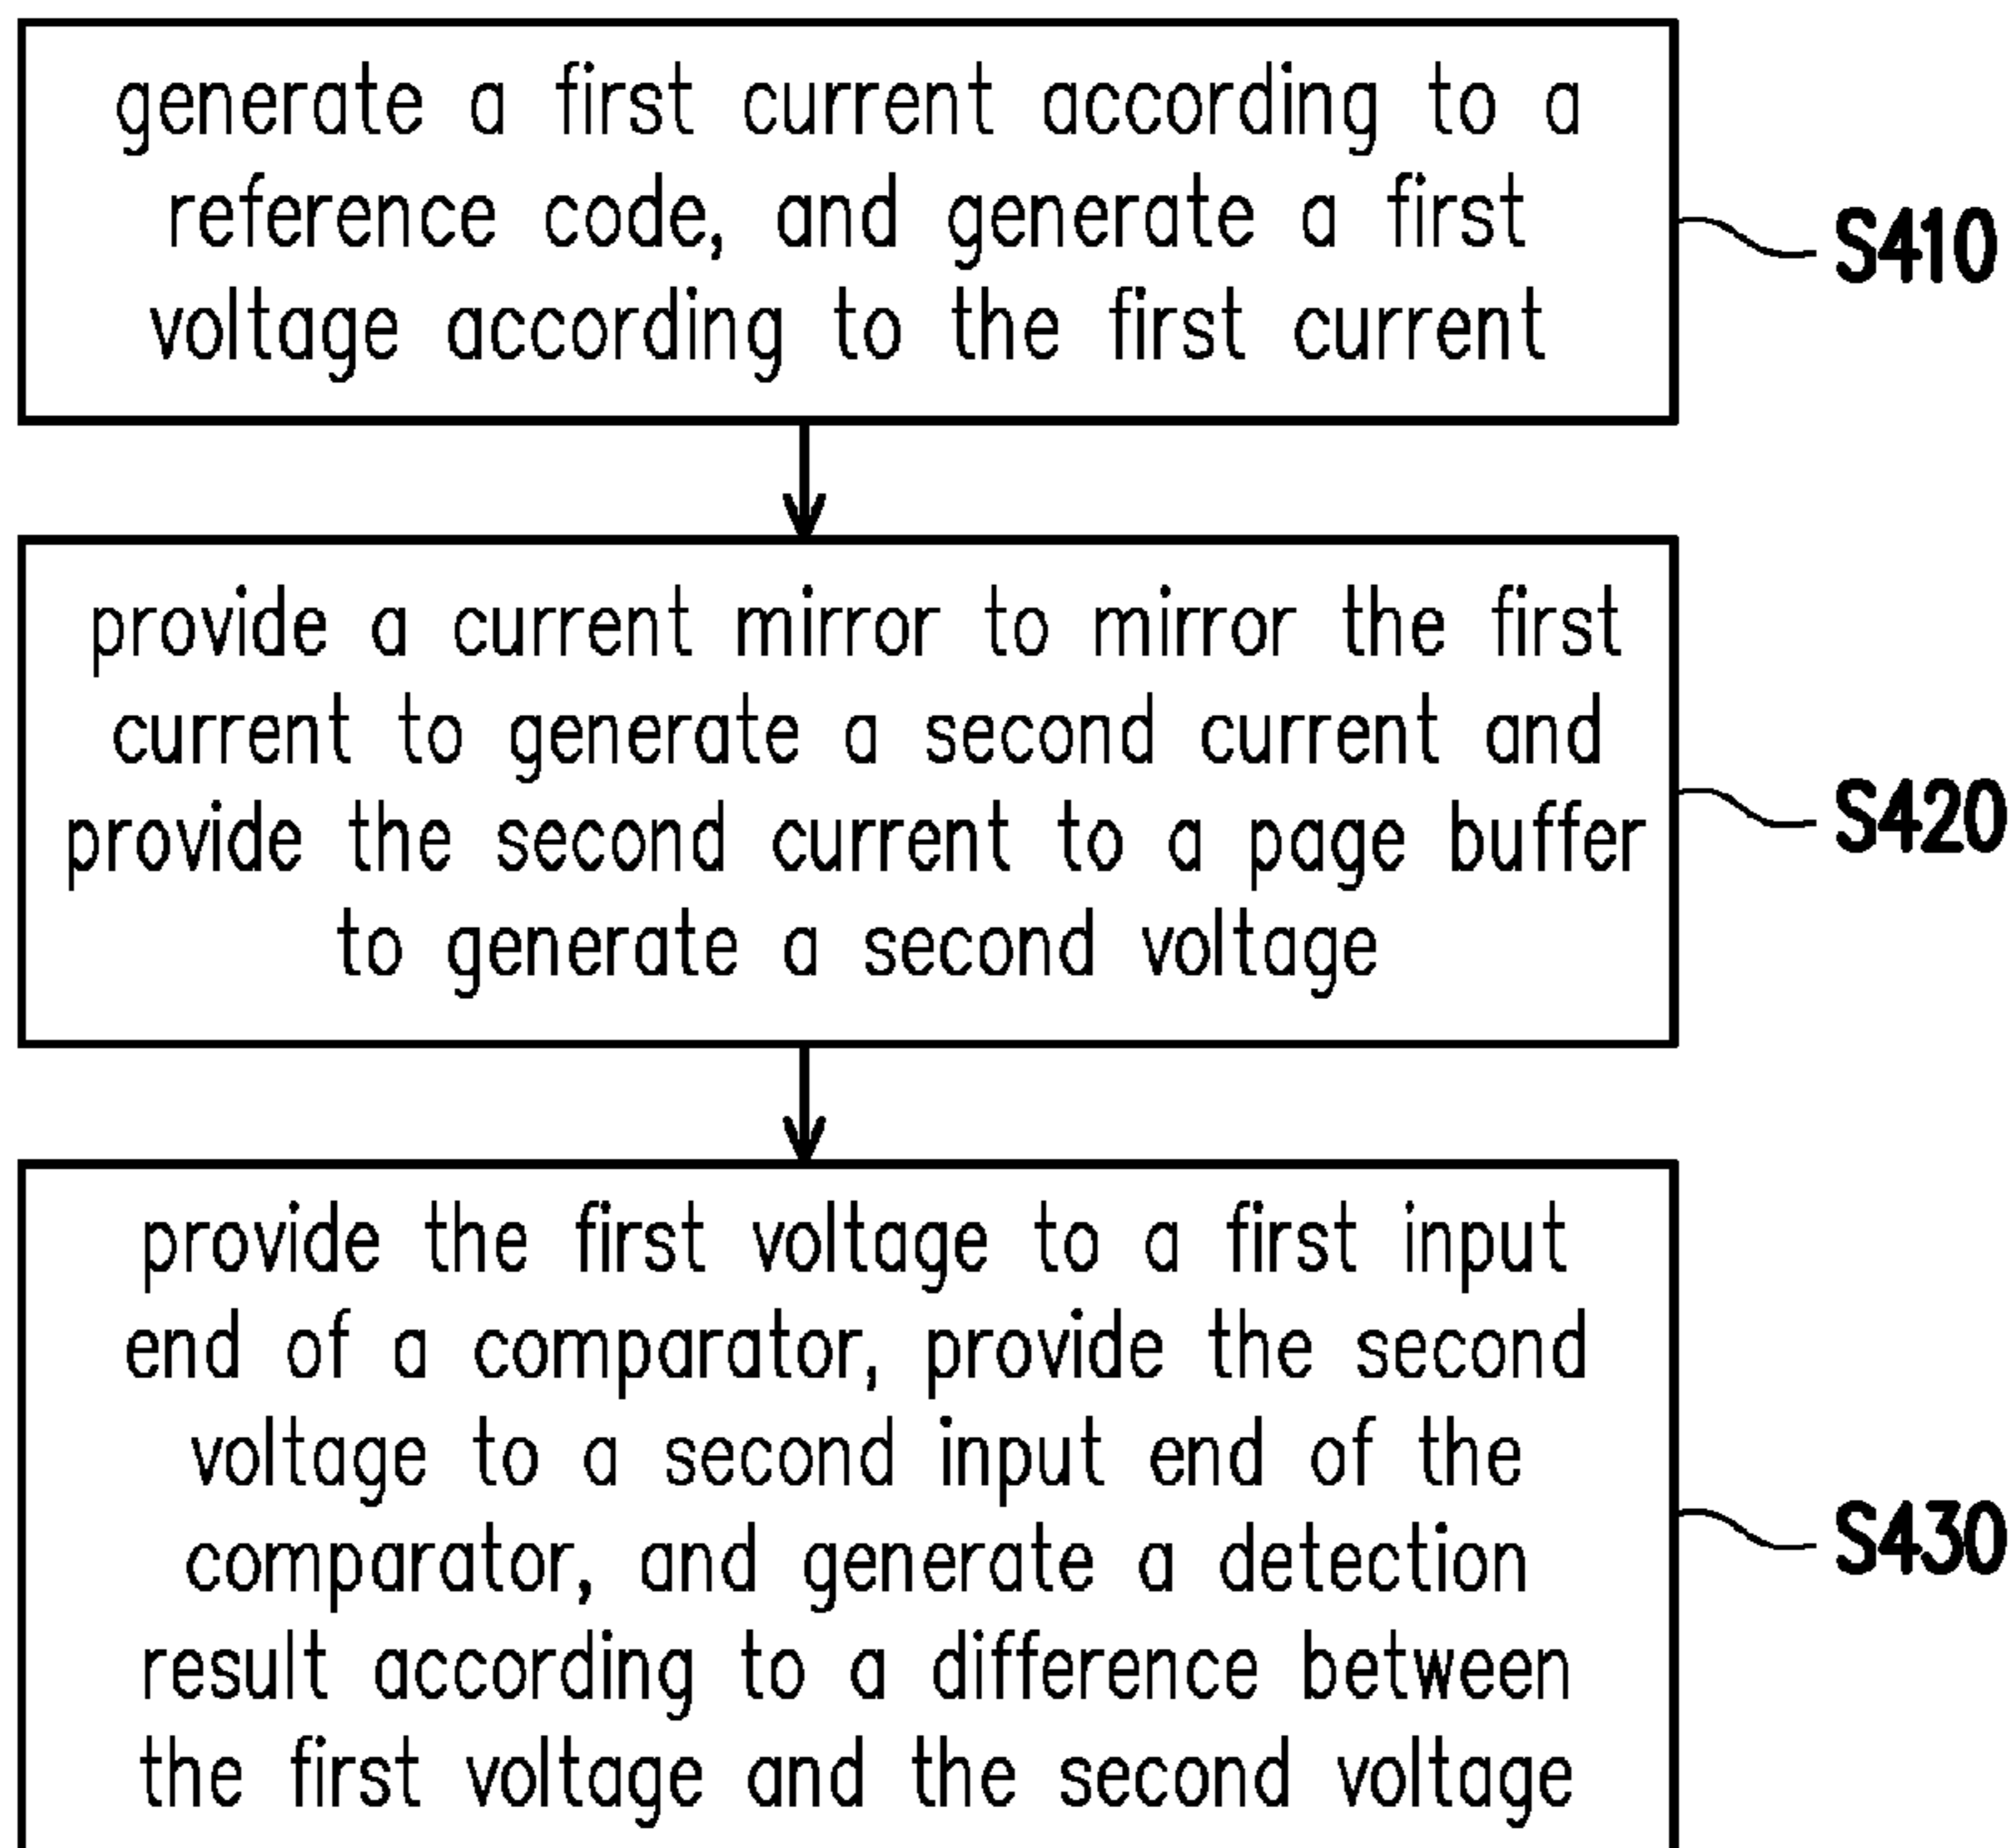 generate a first current according to a
reference code, and generate a first
voltage according to the first current
S410
provide a current mirror to mirror the first
current to generate a second current and
provide the second current to a page buffer
to generate a second voltage
S420
provide the first voltage to a first input
end of a comparator, provide the second
voltage to a second input end of the
comparator, and generate a detection
result according to a difference between
the first voltage and the second voltage
S430